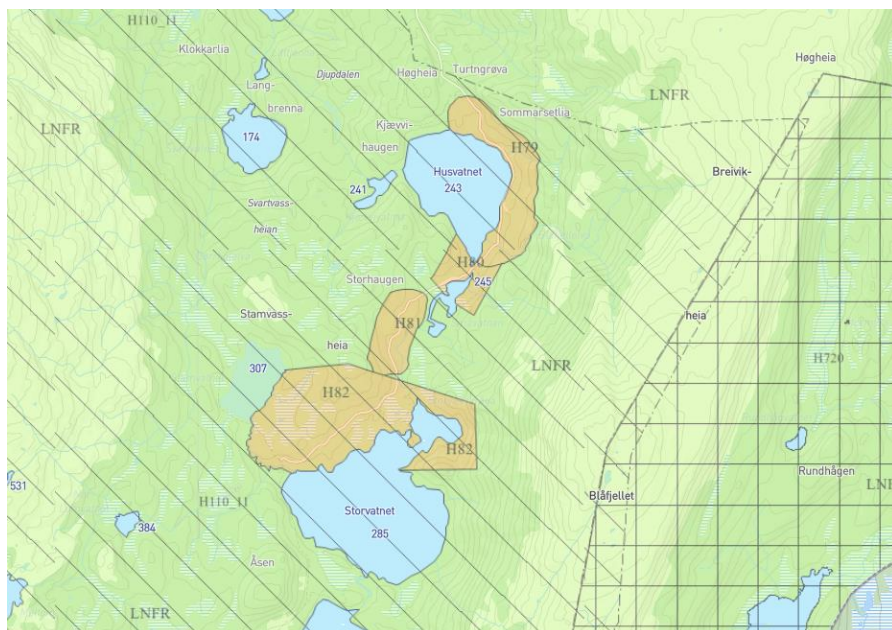 H110_11
Klokkarlia
Djupdalen
Høgheia
Turtngrøva
Høgheia
Lang-
brenna
LNFR
Sommarsetlia
LNFR
174
Kjævvi-
haugen
H79
Husvatnet
243
Breivik-
241
Svartvass-
heian
H80
245
Storhaugen
Stamvass-
heia
H81
heia
H720
307
LNFR
H82
H82
Rundhågen
531
LNF
Blåfjellet
H110_11
Storvatnet
285
384
Åsen
LNFR